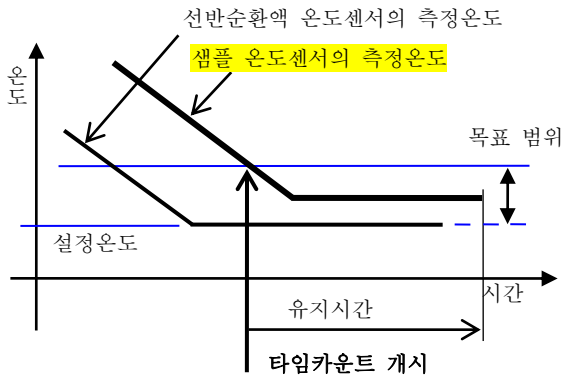 선반순환액 온도센서의 측정온도
샘플 온도센서의 측정온도
온도
목표 범위
설정온도
시간
유지시간
타임카운트 개시